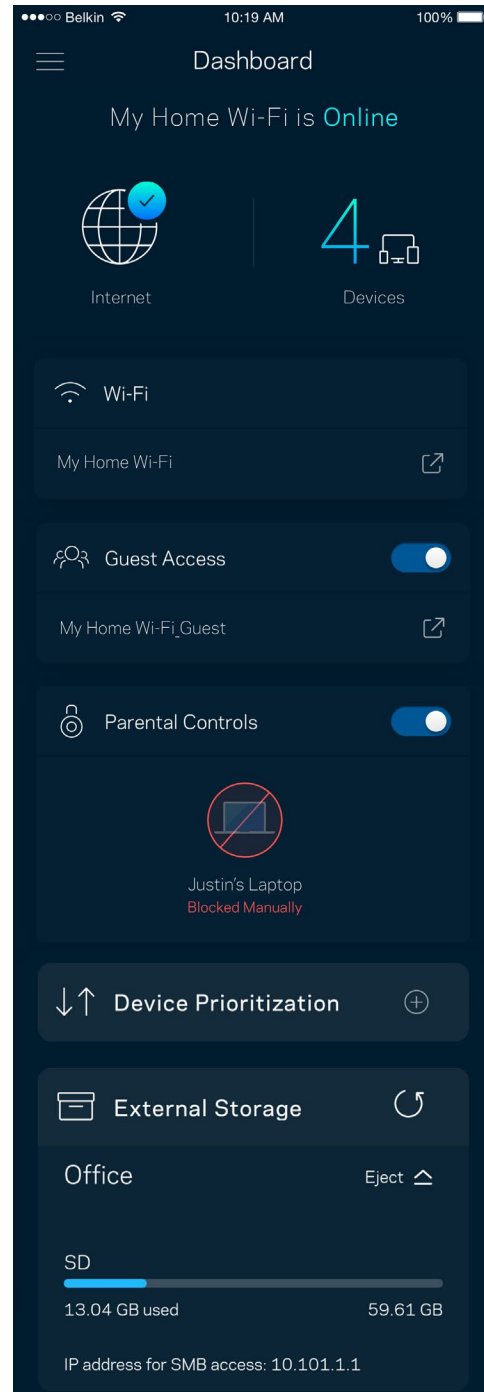 Belkin 10:19 AM 100%
Dashboard
My Home Wi-Fi is Online
4
Internet Devices
Wi-Fi
My Home Wi-Fi
Guest Access
My Home Wi-Fi_Guest
Parental Controls
Justin's Laptop
Blocked Manually
Device Prioritization
External Storage
Office Eject
SD
13.04 GB used 59.61 GB
IP address for SMB access: 10.101.1.1